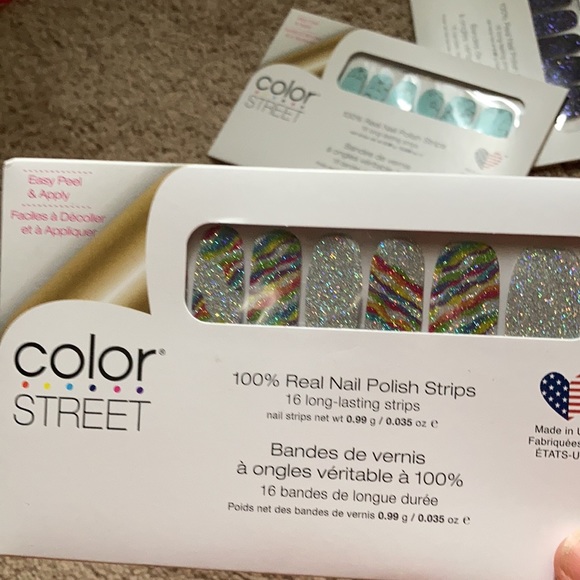 color
STREET
100% Real Nail Polish Strips
Bandes de vernis
Easy Peel
& Apply
Faciles à Décoller
et à Appliquer
color®
STREET
100% Real Nail Polish Strips
16 long-lasting strips
nail strips net wt 0.99 g / 0.035 oz e
Bandes de vernis
à ongles véritable à 100%
16 bandes de longue durée
Poids net des bandes de vernis 0.99 g / 0.035 oz e
Made in
Fabriquées
ÉTATS-U